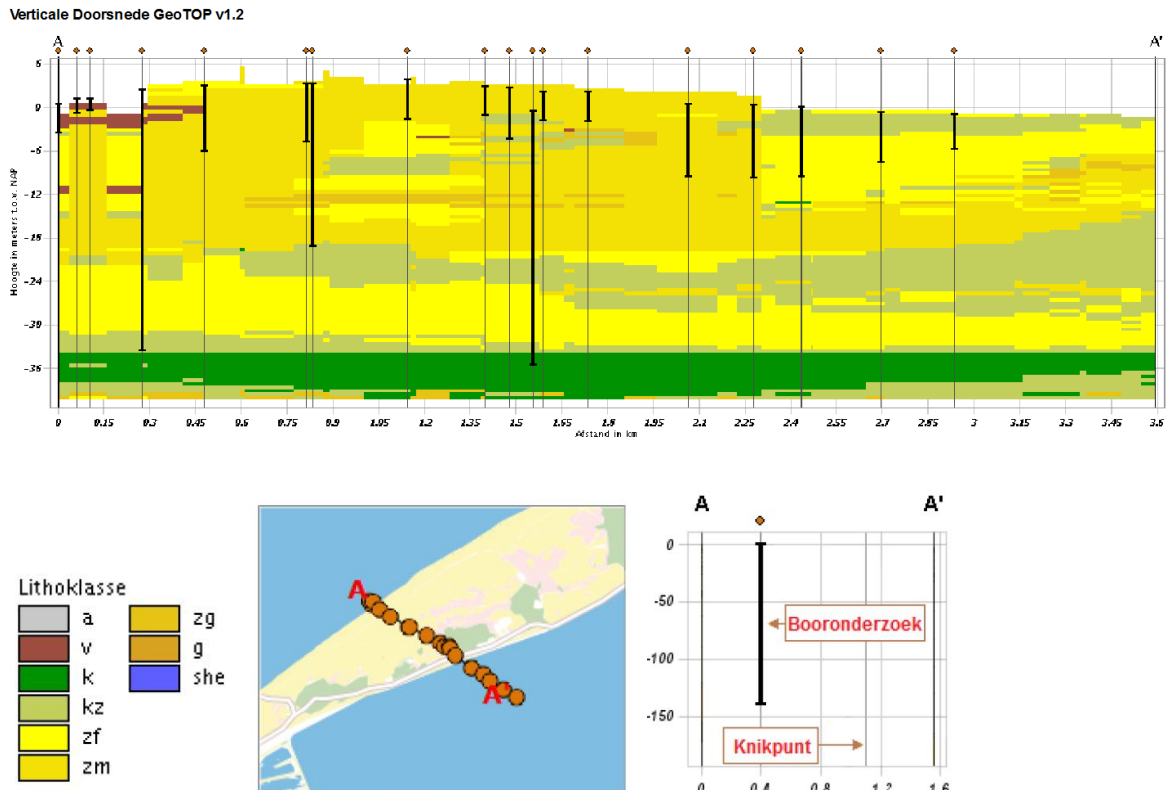 Verticale Doorsnede GeoTOP v1.2
A A'
6
0
-6
-12
-18
-24
-30
-36
Hoogte in meters t.o.v. NAP
0 0.15 0.3 0.45 0.6 0.75 0.9 1.05 1.2 1.35 1.5 1.65 1.8 1.95 2.1 2.25 2.4 2.55 2.7 2.85 3 3.15 3.3 3.45 3.6
Afstand in km
Lithoklasse
a
v
k
kz
zf
zm
zg
g
she
A
A'
A A'
0
-50
-100
-150
Booronderzoek
Knikpunt
0 0.4 0.8 1.2 1.6